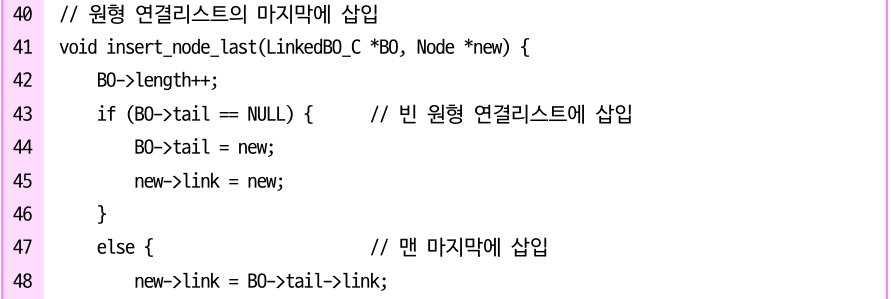 40 // 원형 연결리스트의 마지막에 삽입
41 void insert_node_last(LinkedBO_C *BO, Node *new) {
42 BO->length++;
43 if (BO->tail == NULL) { // 빈 원형 연결리스트에 삽입
44 BO->tail = new;
45 new->link = new;
46 }
47 else { // 맨 마지막에 삽입
48 new->link = BO->tail->link;